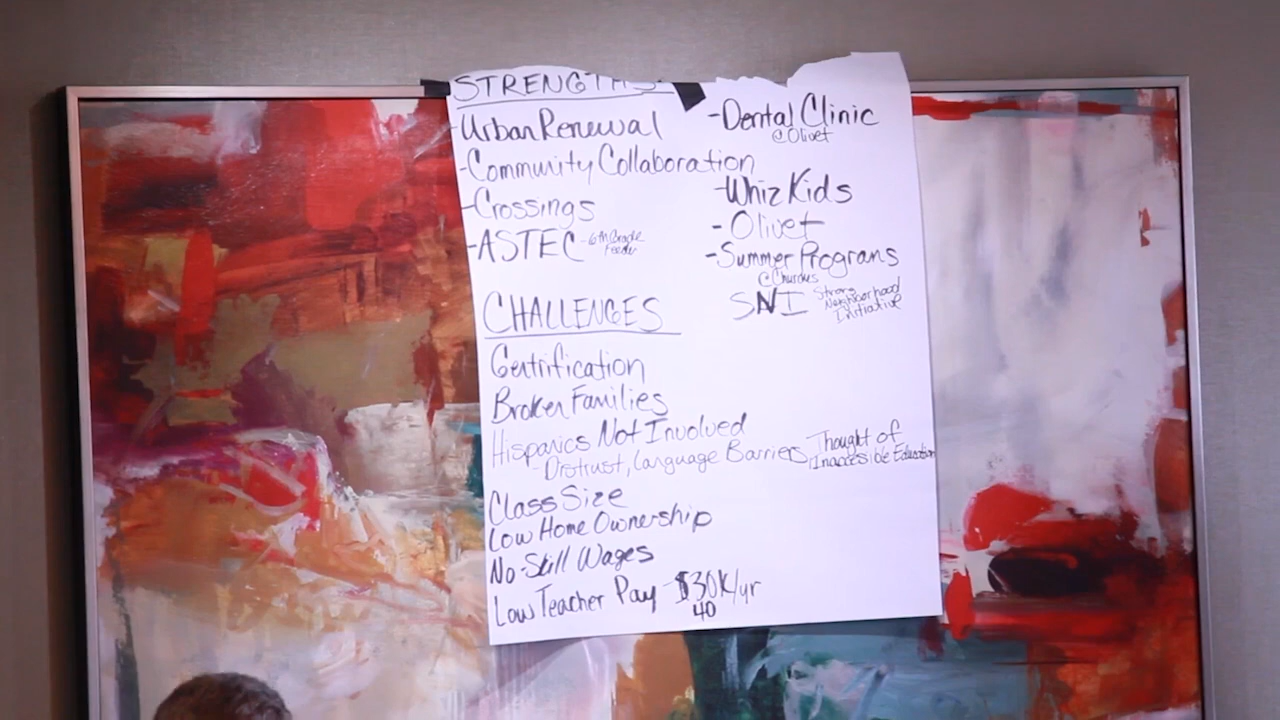 STRENGTHS
-Urban Renewal
-Community Collaboration
-Crossings
-ASTEC -6th Grade
Feeder
-Dental Clinic
@Olivet
-Whiz Kids
-Olivet
-Summer Programs
@Churches
SNI Strong
Neighborhood
Initiative
CHALLENGES
Gentrification
Broken Families
Hispanics Not Involved
-Distrust, Language Barriers, Thought of
Inaccesible Education
Class Size
Low Home Ownership
No-Skill Wages
Low Teacher Pay -$30K/yr
40